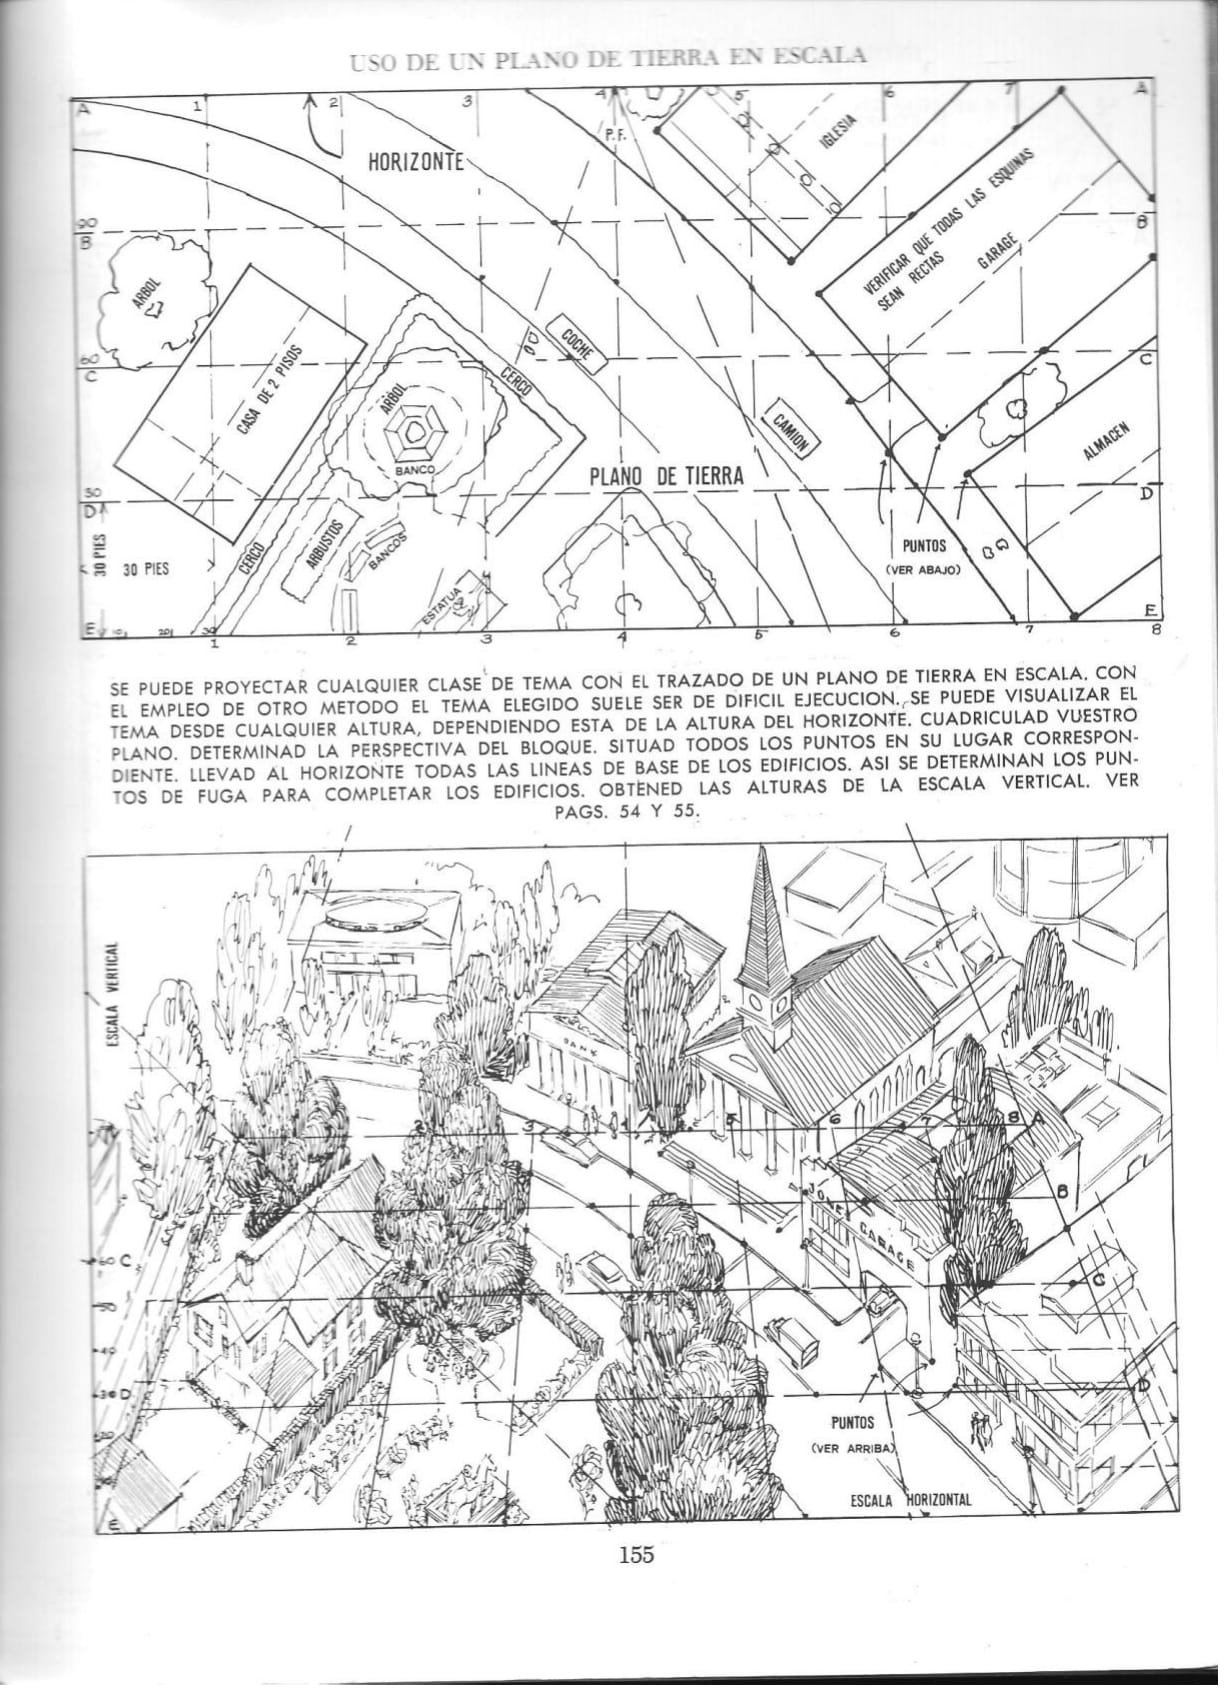 USO DE UN PLANO DE TIERRA EN ESCALA
A 1 2 3 4 5 6 7 A
P.F.
IGLESIA
HORIZONTE
VERIFICAR QUE TODAS LAS ESQUINAS
SEAN RECTAS
GARAGE
90
B B
ARBOL
COCHE
60
C C
CASA DE 2 PISOS
ARBOL
CERCO
CAMION
ALMACEN
BANCO
PLANO DE TIERRA
30
D D
PUNTOS
(VER ABAJO)
30 PIES
30 PIES
CERCO
ARBUSTOS
BANCOS
ESTATUA
E 10 20 30 E
1 2 3 4 5 6 7 8
SE PUEDE PROYECTAR CUALQUIER CLASE DE TEMA CON EL TRAZADO DE UN PLANO DE TIERRA EN ESCALA. CON
EL EMPLEO DE OTRO METODO EL TEMA ELEGIDO SUELE SER DE DIFICIL EJECUCION. SE PUEDE VISUALIZAR EL
TEMA DESDE CUALQUIER ALTURA, DEPENDIENDO ESTA DE LA ALTURA DEL HORIZONTE. CUADRICULAD VUESTRO
PLANO. DETERMINAD LA PERSPECTIVA DEL BLOQUE. SITUAD TODOS LOS PUNTOS EN SU LUGAR CORRESPON-
DIENTE. LLEVAD AL HORIZONTE TODAS LAS LINEAS DE BASE DE LOS EDIFICIOS. ASI SE DETERMINAN LOS PUN-
TOS DE FUGA PARA COMPLETAR LOS EDIFICIOS. OBTENED LAS ALTURAS DE LA ESCALA VERTICAL. VER
PAGS. 54 Y 55.
ESCALA VERTICAL
BANK
1 2 3 4 5 6 7 8 A
JONES GARAGE
B
60 C C
50
40
30 D D
PUNTOS
(VER ARRIBA)
ESCALA HORIZONTAL
E
155